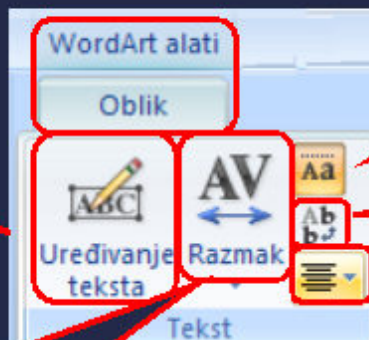 WordArt alati
Oblik
ABC
Uređivanje
teksta
AV
Razmak
Aa
Ab
b
Tekst